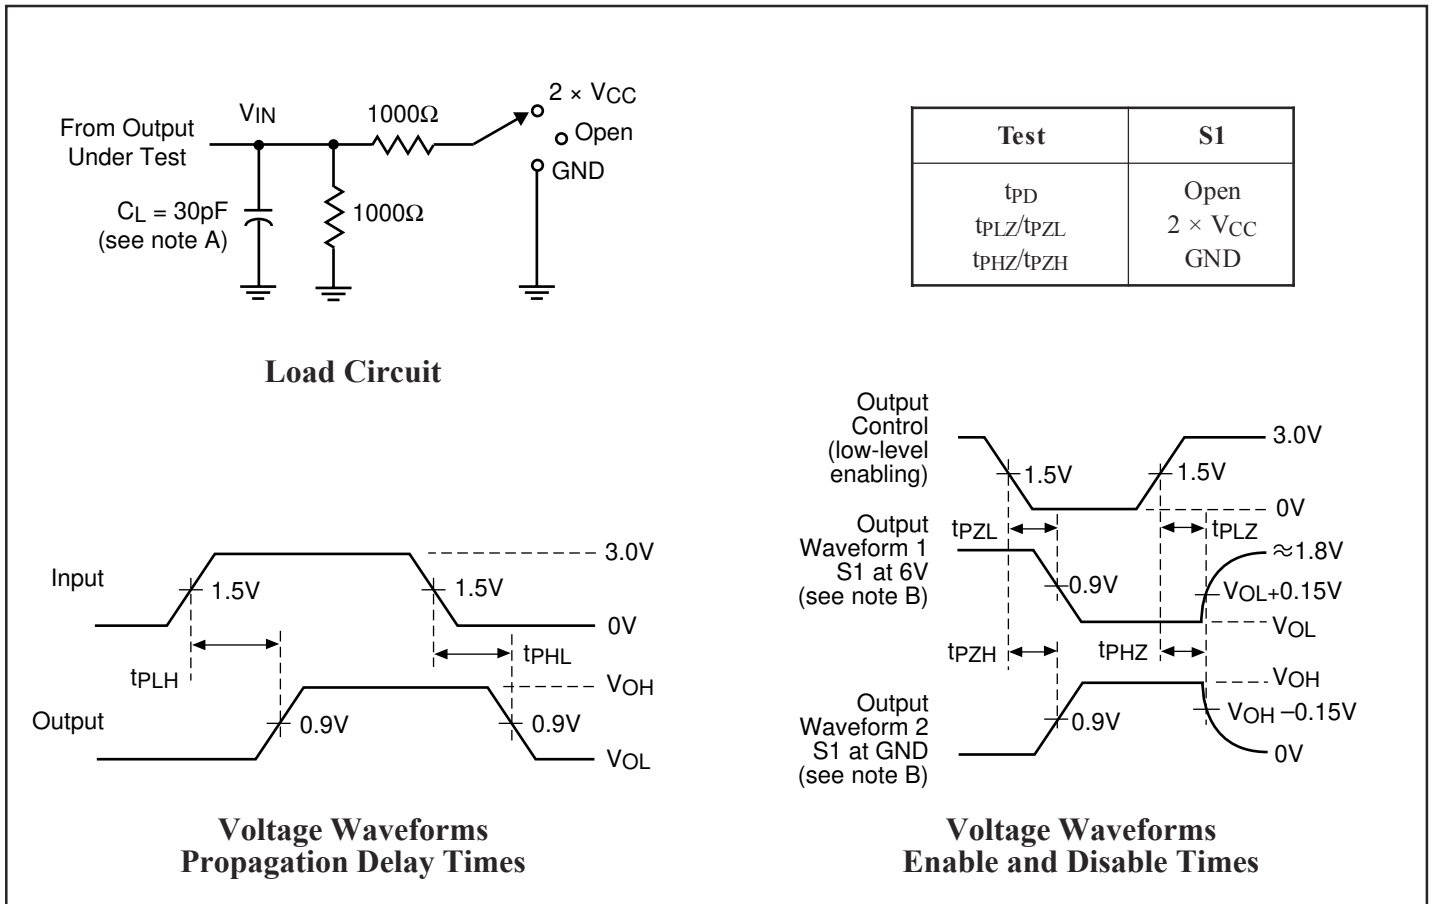 VIN
1000Ω
2 × VCC
From Output
Under Test
Open
GND
CL = 30pF
(see note A)
1000Ω
Load Circuit
Test S1
tPD Open
tPLZ/tPZL 2 × VCC
tPHZ/tPZH GND
Input
1.5V
1.5V
3.0V
0V
tPLH
tPHL
Output
0.9V
0.9V
VOH
VOL
Voltage Waveforms
Propagation Delay Times
Output
Control
(low-level
enabling)
1.5V
1.5V
3.0V
0V
tPZL
tPLZ
Output
Waveform 1
S1 at 6V
(see note B)
0.9V
≈1.8V
VOL+0.15V
VOL
tPZH
tPHZ
Output
Waveform 2
S1 at GND
(see note B)
0.9V
VOH
VOH –0.15V
0V
Voltage Waveforms
Enable and Disable Times